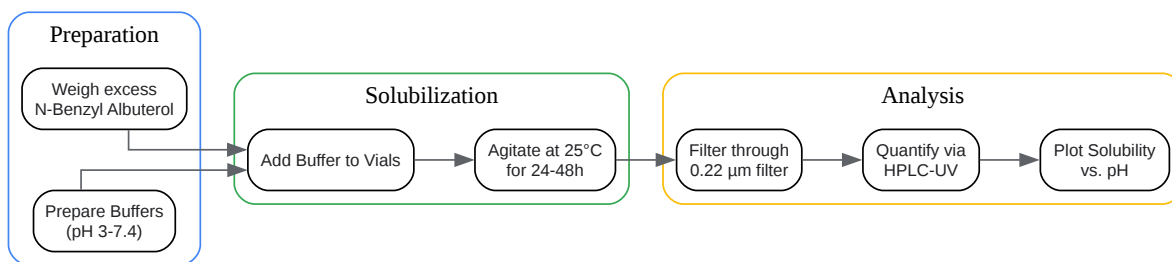 Preparation
Weigh excess
N-Benzyl Albuterol
Prepare Buffers
(pH 3-7.4)
Solubilization
Add Buffer to Vials
Agitate at 25°C
for 24-48h
Analysis
Filter through
0.22 µm filter
Quantify via
HPLC-UV
Plot Solubility
vs. pH